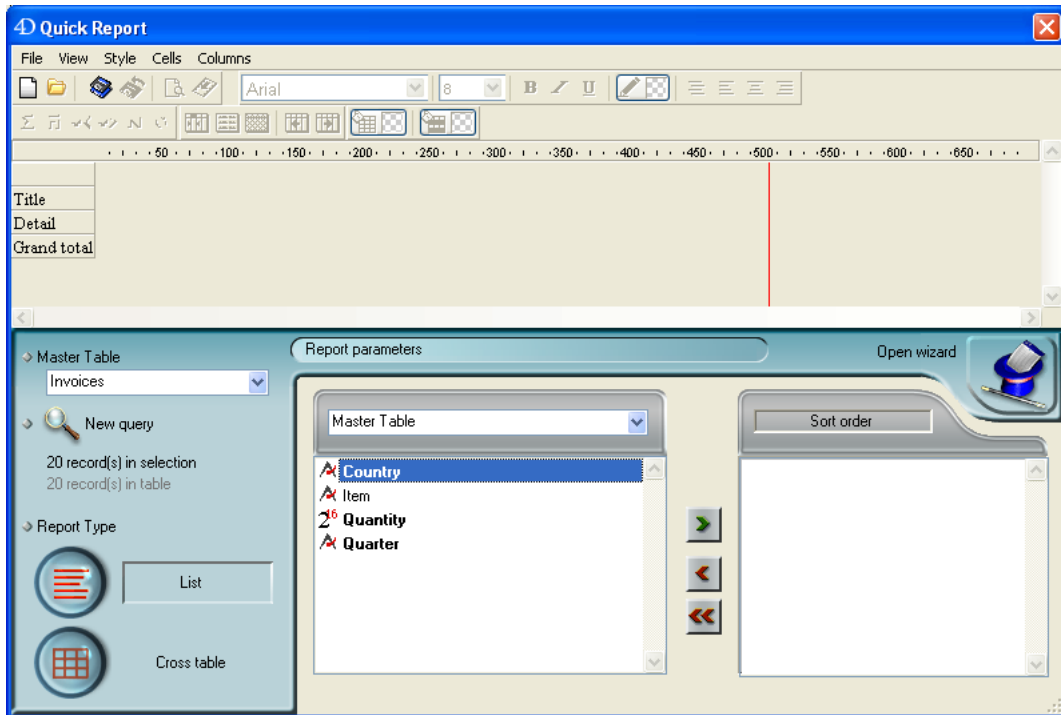 4D Quick Report
File View Style Cells Columns
Arial 8 B I U
50 100 150 200 250 300 350 400 450 500 550 600 650
Title
Detail
Grand total
Master Table
Invoices
New query
20 record(s) in selection
20 record(s) in table
Report Type
List
Cross table
Report parameters
Open wizard
Master Table
Country
Item
2^16 Quantity
Quarter
Sort order